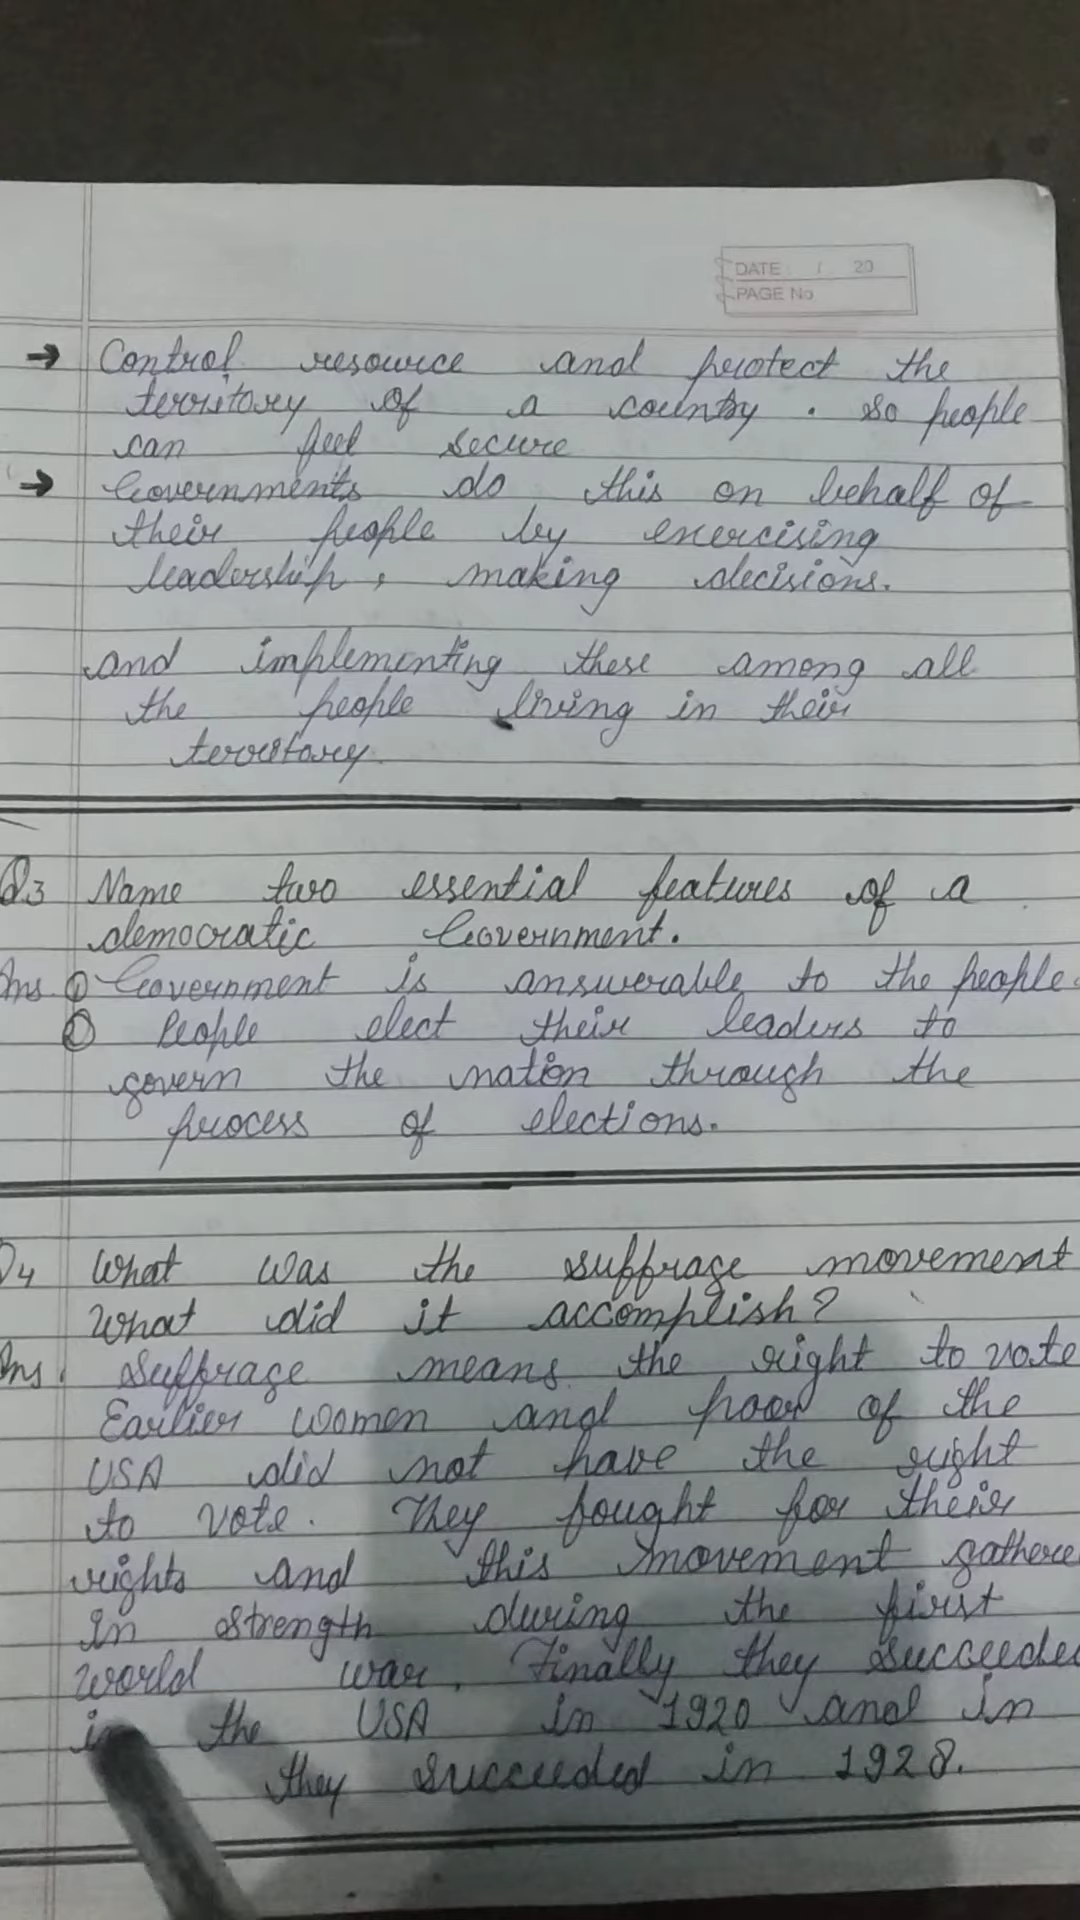 DATE : / 20
PAGE No
→ Control resource and protect the
territory of a country . so people
can feel secure
→ Governments do this on behalf of
their people by exercising
leadership, making decisions.
and implementing these among all
the people living in their
territory.
Q.3 Name two essential features of a
democratic Government.
Ans. ① Government is answerable to the people.
② People elect their leaders to
govern the nation through the
process of elections.
Q4 What was the suffrage movement
What did it accomplish?
Ans. Suffrage means the right to vote
Earlier women and poor of the
USA did not have the right
to vote. They fought for their
rights and this movement gathere
in strength during the first
world war. Finally they succeede
in the USA in 1920 and in
they succeeded in 1928.